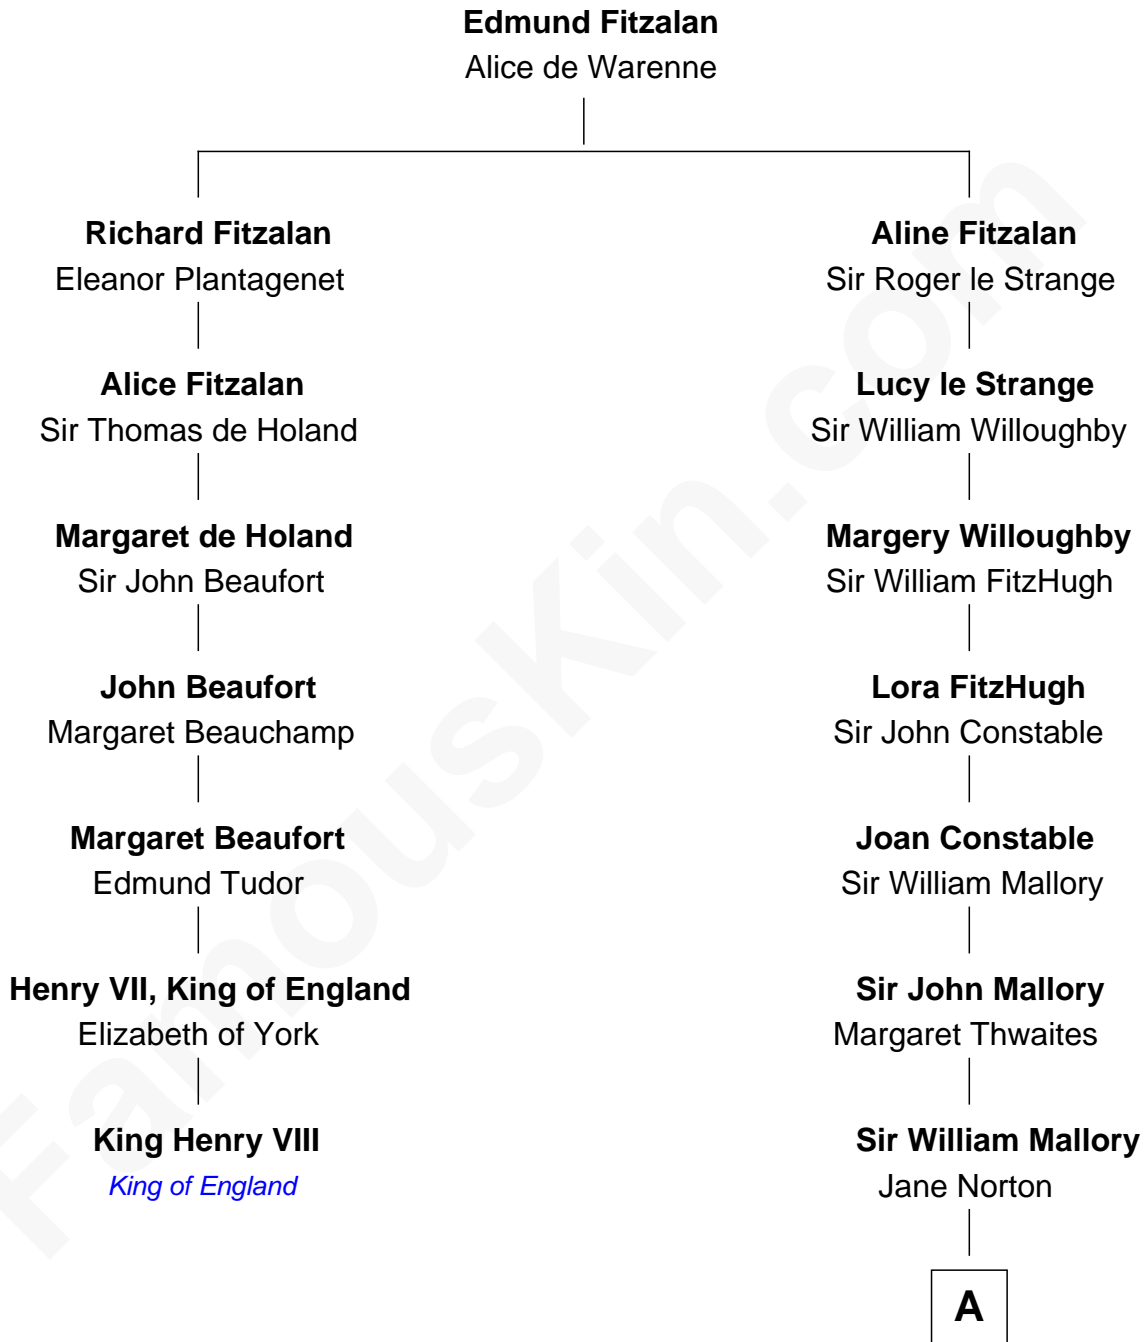 Edmund Fitzalan
Alice de Warenne
Richard Fitzalan
Eleanor Plantagenet
Alice Fitzalan
Sir Thomas de Holand
Margaret de Holand
Sir John Beaufort
John Beaufort
Margaret Beauchamp
Margaret Beaufort
Edmund Tudor
Henry VII, King of England
Elizabeth of York
King Henry VIII
King of England
Aline Fitzalan
Sir Roger le Strange
Lucy le Strange
Sir William Willoughby
Margery Willoughby
Sir William FitzHugh
Lora FitzHugh
Sir John Constable
Joan Constable
Sir William Mallory
Sir John Mallory
Margaret Thwaites
Sir William Mallory
Jane Norton
A
FamousKin.com